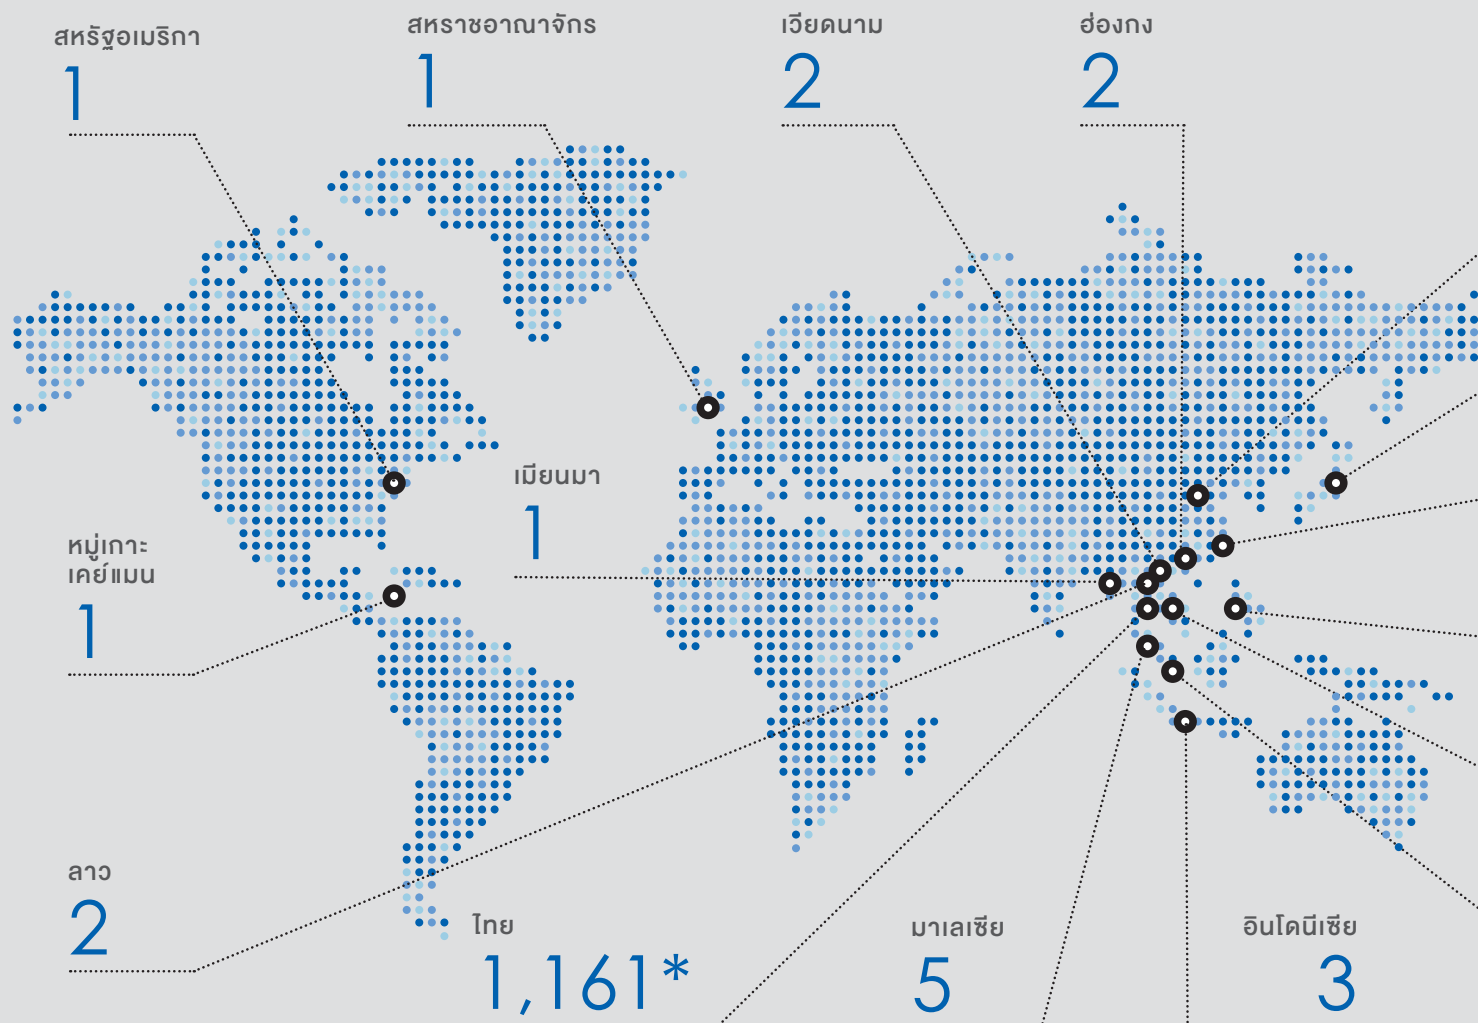 สหรัฐอเมริกา
1
สหราชอาณาจักร
1
เวียดนาม
2
ฮ่องกง
2
เมียนมา
1
หมู่เกาะ
เคย์แมน
1
ลาว
2
ไทย
1,161*
มาเลเซีย
5
อินโดนีเซีย
3